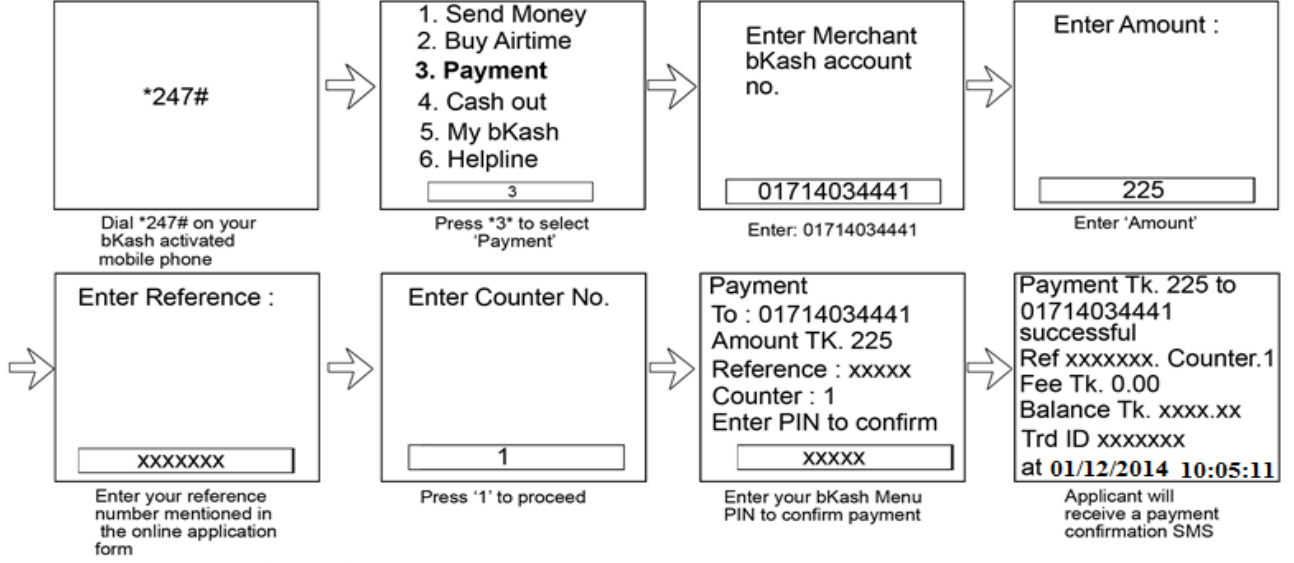 *247#
Dial *247# on your
bKash activated
mobile phone
1. Send Money
2. Buy Airtime
3. Payment
4. Cash out
5. My bKash
6. Helpline
3
Press *3* to select
'Payment'
Enter Merchant
bKash account
no.
01714034441
Enter: 01714034441
Enter Amount :
225
Enter 'Amount'
Enter Reference :
xxxxxxx
Enter your reference
number mentioned in
the online application
form
Enter Counter No.
1
Press '1' to proceed
Payment
To : 01714034441
Amount TK. 225
Reference : xxxxx
Counter : 1
Enter PIN to confirm
xxxxx
Enter your bKash Menu
PIN to confirm payment
Payment Tk. 225 to
01714034441
successful
Ref xxxxxxx. Counter.1
Fee Tk. 0.00
Balance Tk. xxxx.xx
Trd ID xxxxxxx
at 01/12/2014 10:05:11
Applicant will
receive a payment
confirmation SMS